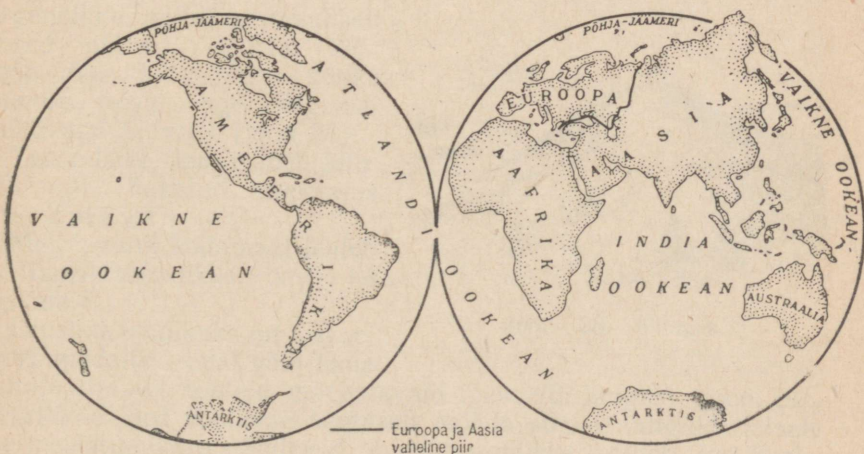 PÕHJA-JÄÄMERI
AMEERIKA
ATLANDI
VAIKNE
OOKEAN
ANTARKTIS
PÕHJA-JÄÄMERI
EUROOPA
AASIA
VAIKNE OOKEAN
AAFRIKA
INDIA
OOKEAN
AUSTRAALIA
OOKEAN
ANTARKTIS
Euroopa ja Aasia
vaheline piir